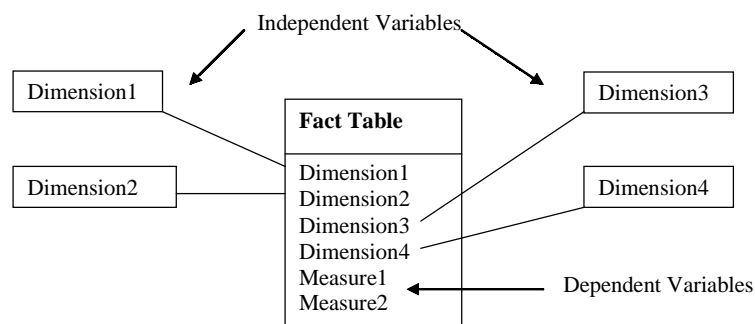 Independent Variables
Dimension1
Dimension2
Fact Table
Dimension1
Dimension2
Dimension3
Dimension4
Measure1
Measure2
Dimension3
Dimension4
Dependent Variables